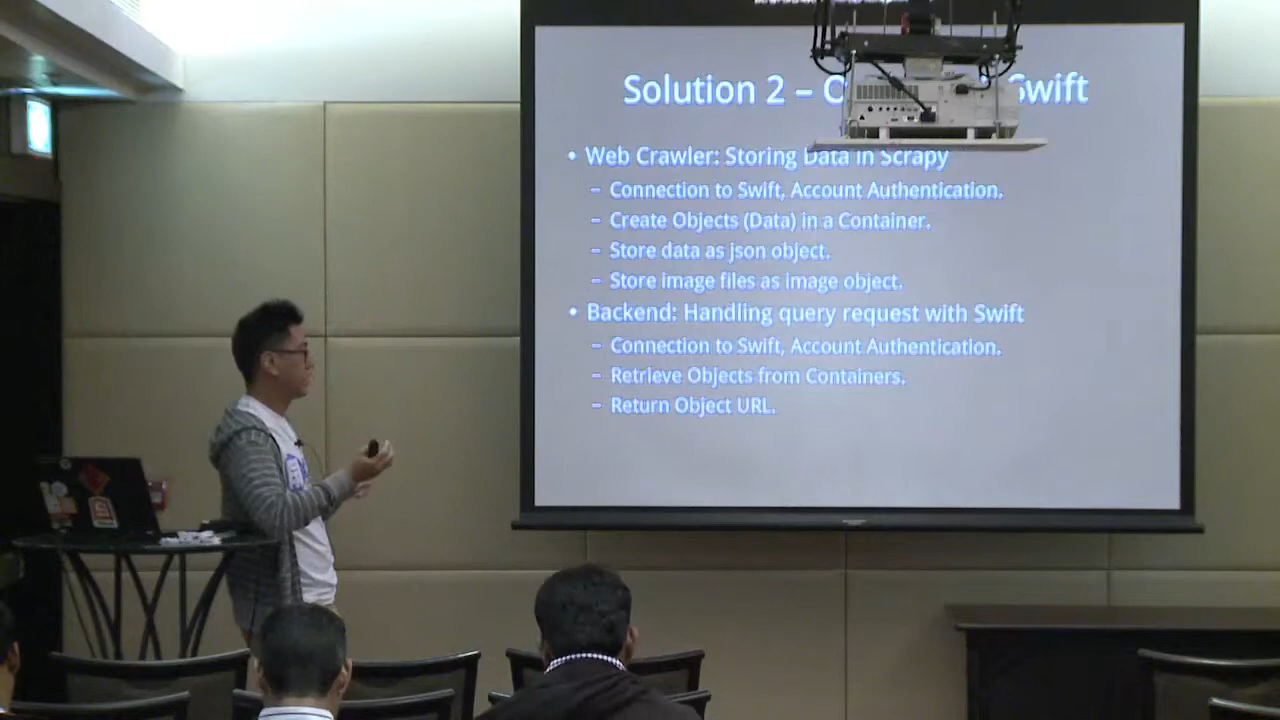 Solution 2 – Swift
• Web Crawler: Storing Data in Scrapy
– Connection to Swift, Account Authentication.
– Create Objects (Data) in a Container.
– Store data as json object.
– Store image files as image object.
• Backend: Handling query request with Swift
– Connection to Swift, Account Authentication.
– Retrieve Objects from Containers.
– Return Object URL.